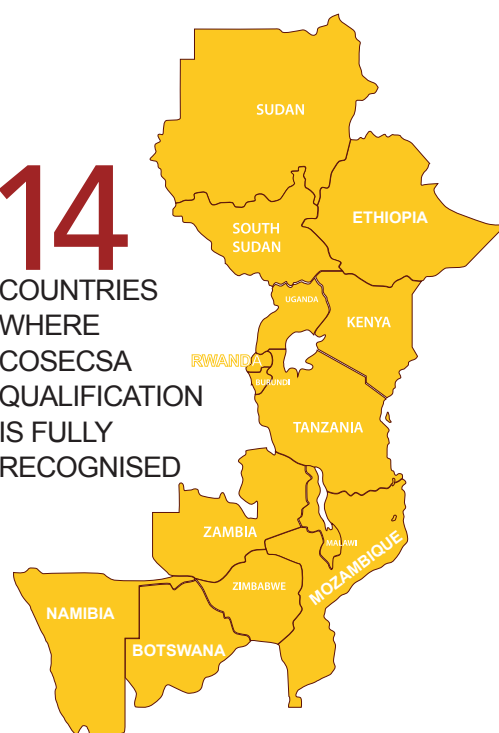 14
COUNTRIES
WHERE
COSECSA
QUALIFICATION
IS FULLY
RECOGNISED
SUDAN
SOUTH
SUDAN
ETHIOPIA
UGANDA
KENYA
RWANDA
BURUNDI
TANZANIA
ZAMBIA
MALAWI
MOZAMBIQUE
ZIMBABWE
NAMIBIA
BOTSWANA